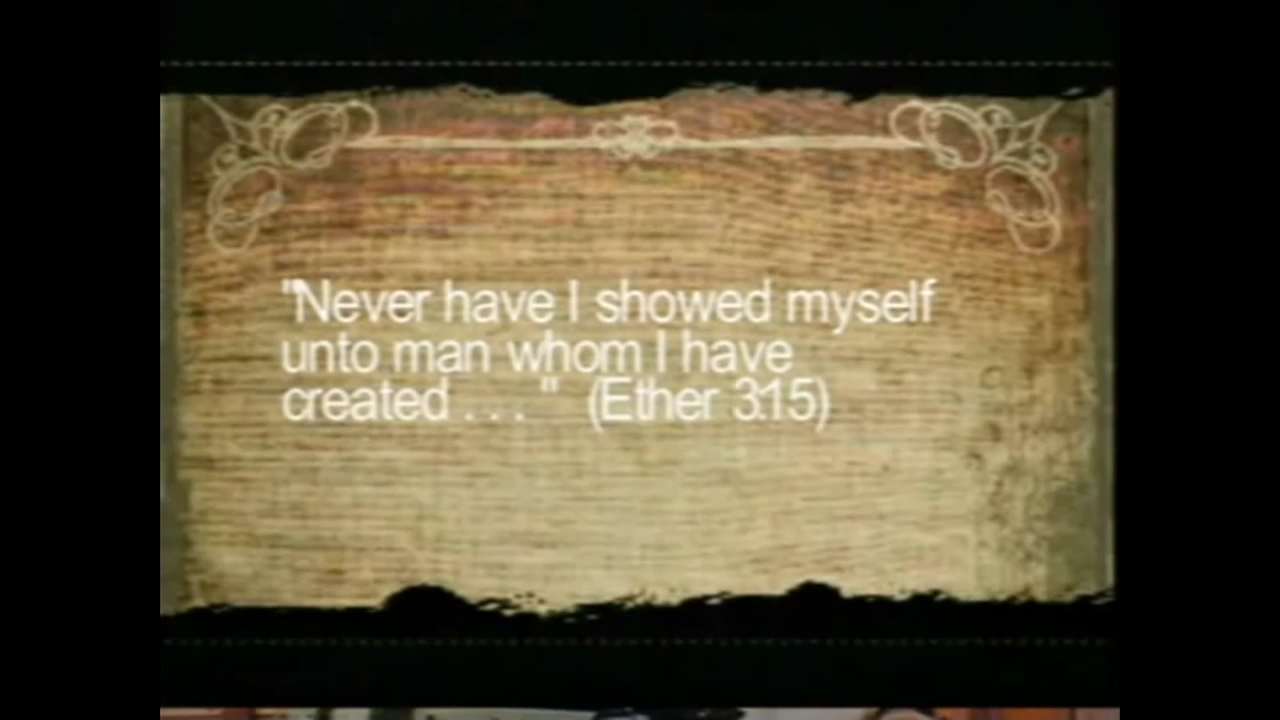 "Never have I showed myself
unto man whom I have
created . . . " (Ether 3:15)